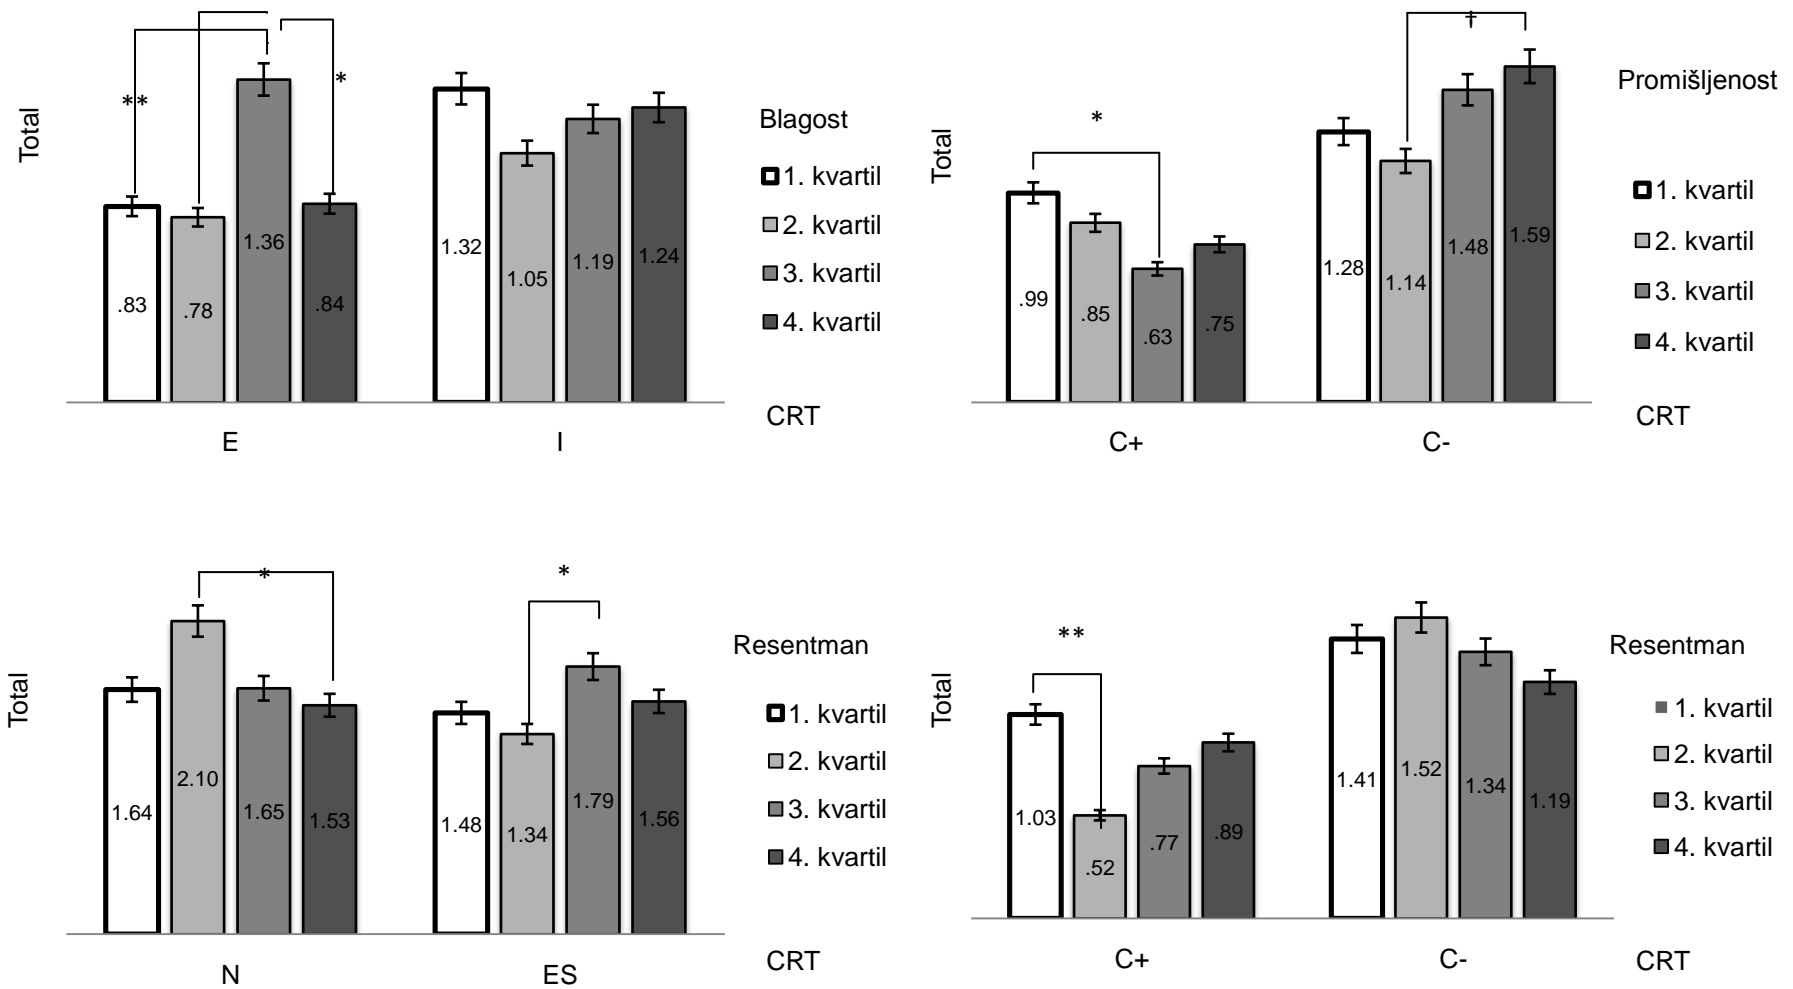 Total
**
*
.83
.78
1.36
.84
1.32
1.05
1.19
1.24
E
I
Blagost
1. kvartil
2. kvartil
3. kvartil
4. kvartil
CRT
Total
*
†
.99
.85
.63
.75
1.28
1.14
1.48
1.59
C+
C-
Promišljenost
1. kvartil
2. kvartil
3. kvartil
4. kvartil
CRT
Total
*
*
1.64
2.10
1.65
1.53
1.48
1.34
1.79
1.56
N
ES
Resentman
1. kvartil
2. kvartil
3. kvartil
4. kvartil
CRT
Total
**
1.03
.52
.77
.89
1.41
1.52
1.34
1.19
C+
C-
Resentman
1. kvartil
2. kvartil
3. kvartil
4. kvartil
CRT